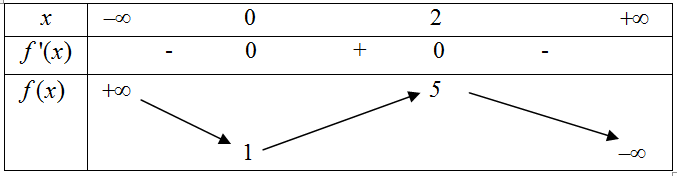 x –∞ 0 2 +∞
f '(x) - 0 + 0 -
f(x) +∞ 5
1 –∞